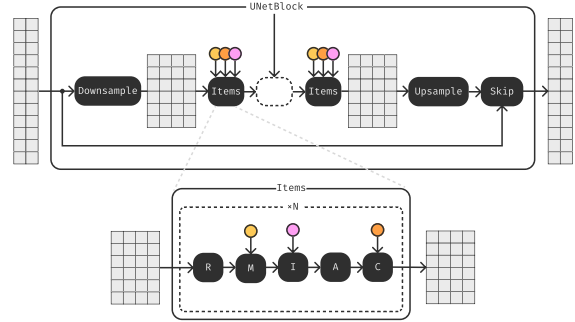 UNetBlock
Downsample
Items
Items
Upsample
Skip
Items
×N
R
M
I
A
C